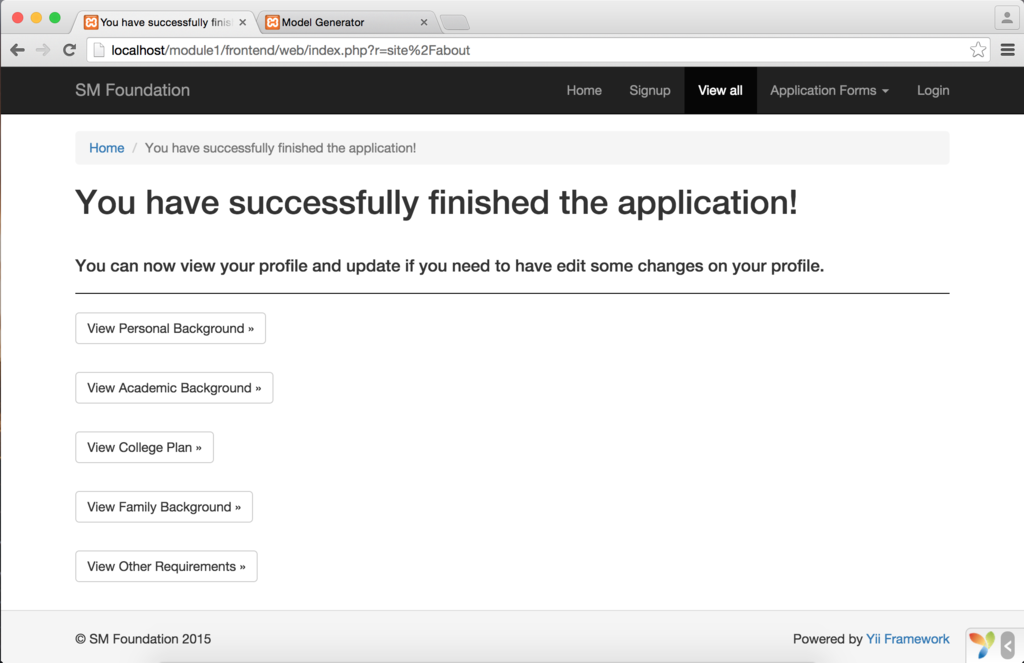 You have successfully finis
Model Generator
localhost/module1/frontend/web/index.php?r=site%2Fabout
SM Foundation
Home
Signup
View all
Application Forms
Login
Home / You have successfully finished the application!
You have successfully finished the application!
You can now view your profile and update if you need to have edit some changes on your profile.
View Personal Background »
View Academic Background »
View College Plan »
View Family Background »
View Other Requirements »
© SM Foundation 2015
Powered by Yii Framework